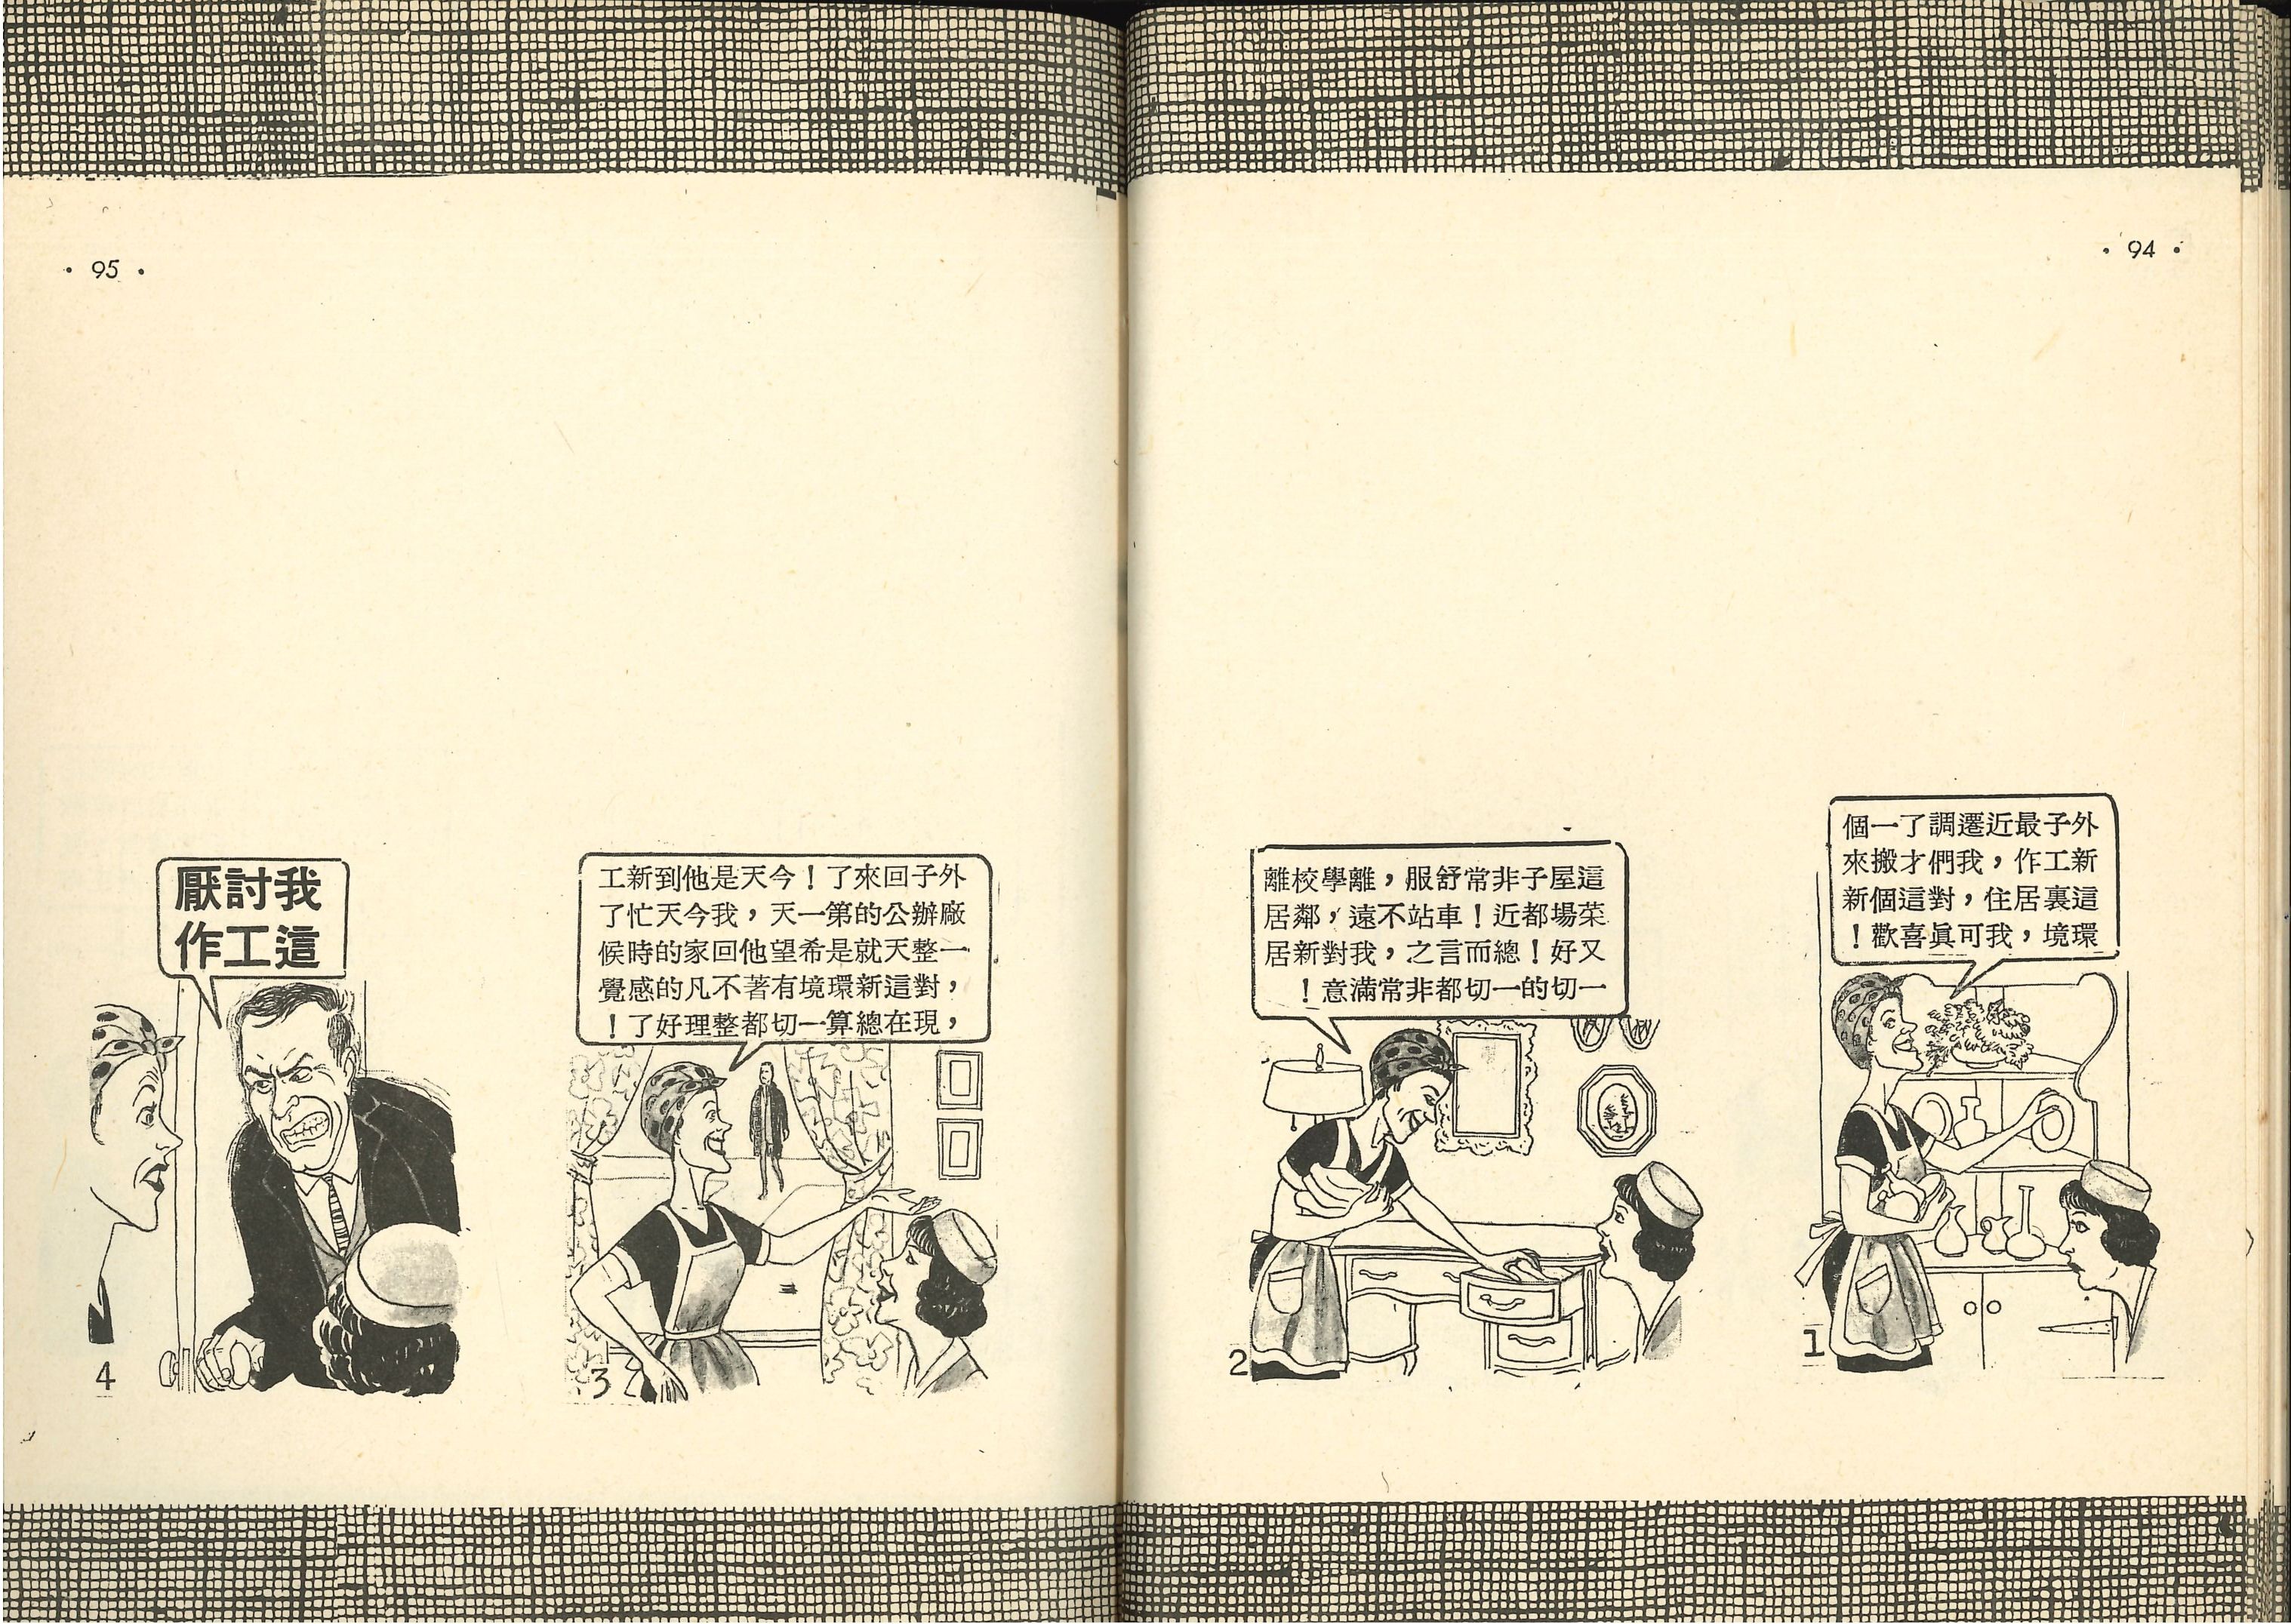 • 94 •
外子最近遷調了一個
新工作，我們才搬來
這裏居住，對這個新
環境，我可眞喜歡！
1
這屋子非常舒服，離學校離
菜場都近！車站不遠，鄰居
又好！總而言之，我對新居
一切的一切都非常滿意！
2
• 95 •
外子回來了！今天是他到新工
廠辦公的第一天，我今天忙了
一整天就是希望他回家的時候
，對這新環境有著不凡的感覺
，現在總算一切都整理好了！
3
我討厭
這工作
4